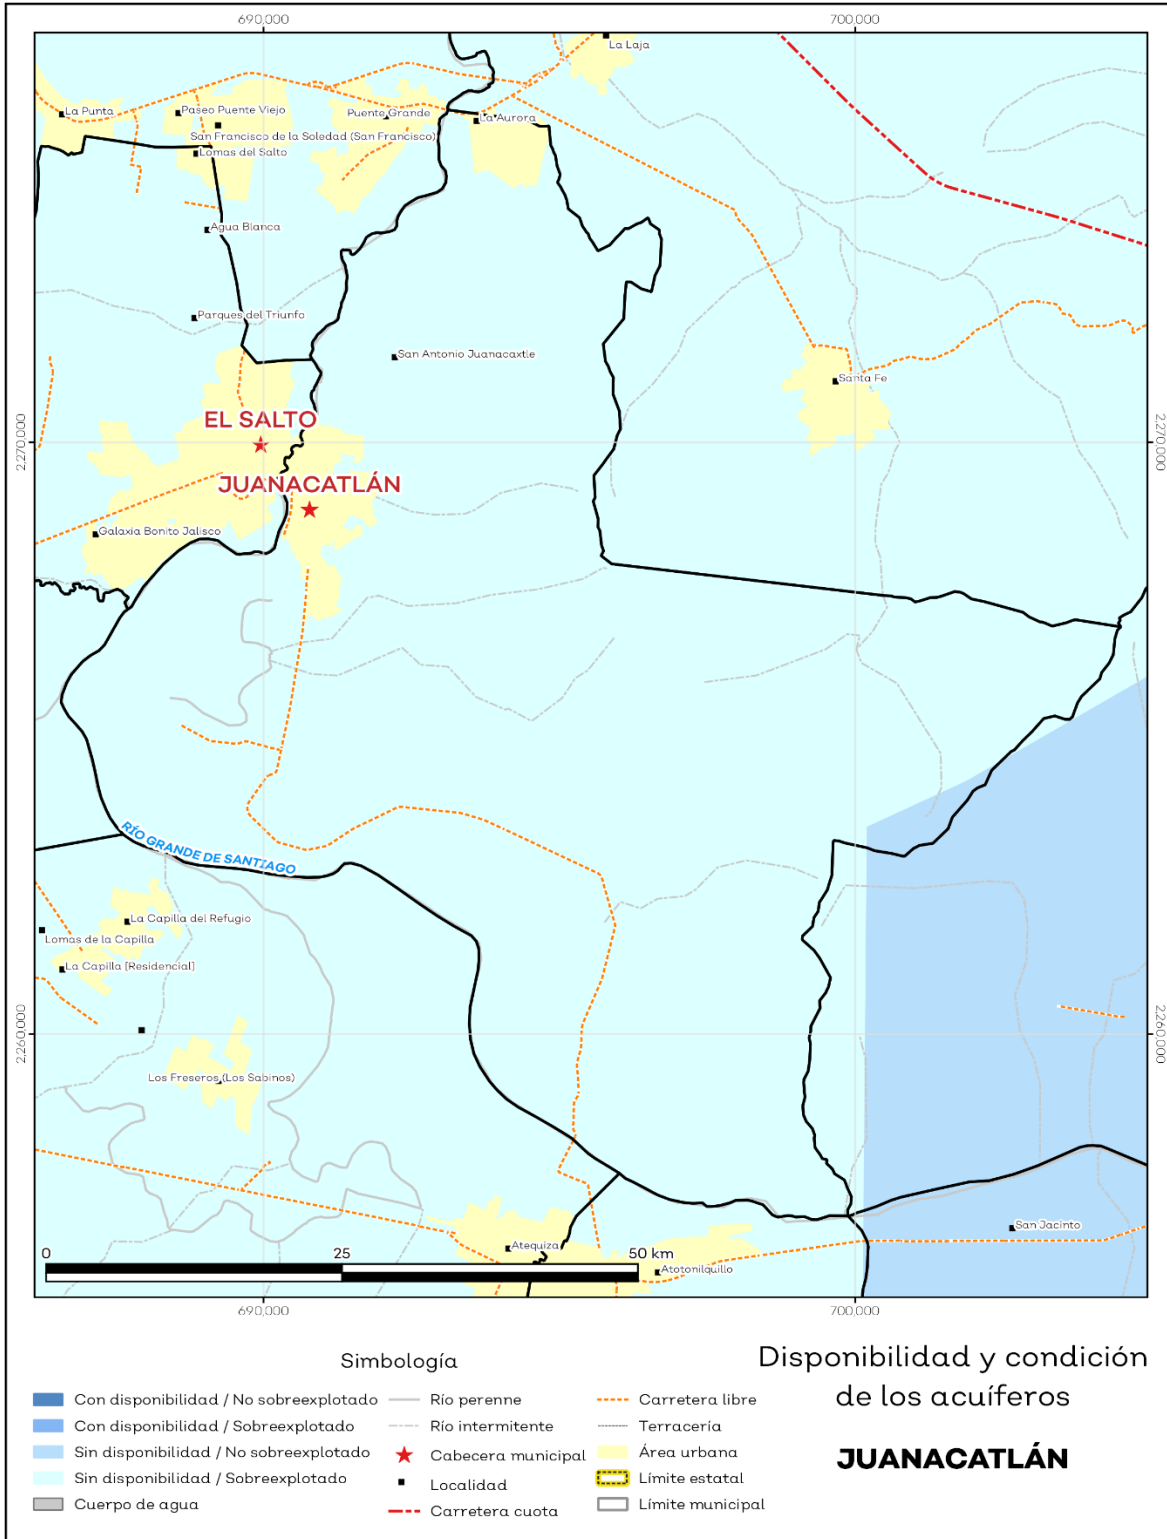 690,000
700,000
La Laja
La Punta
Paseo Puente Viejo
Puente Grande
La Aurora
San Francisco de la Soledad (San Francisco)
Lomas del Salto
Agua Blanca
Parques del Triunfo
San Antonio Juanacaxtle
Santa Fe
EL SALTO
2270,000
2,270,000
JUANACATLÁN
Galaxia Bonito Jalisco
RÍO GRANDE DE SANTIAGO
La Capilla del Refugio
Lomas de la Capilla
La Capilla [Residencial]
2260,000
2,260,000
Los Freseros (Los Sabinos)
San Jacinto
Atequiza
Atotonilquillo
0 25 50 km
690,000
700,000
Simbología
Con disponibilidad / No sobreexplotado
Con disponibilidad / Sobreexplotado
Sin disponibilidad / No sobreexplotado
Sin disponibilidad / Sobreexplotado
Cuerpo de agua
Río perenne
Río intermitente
Cabecera municipal
Localidad
Carretera cuota
Carretera libre
Terracería
Área urbana
Límite estatal
Límite municipal
Disponibilidad y condición
de los acuíferos
JUANACATLÁN